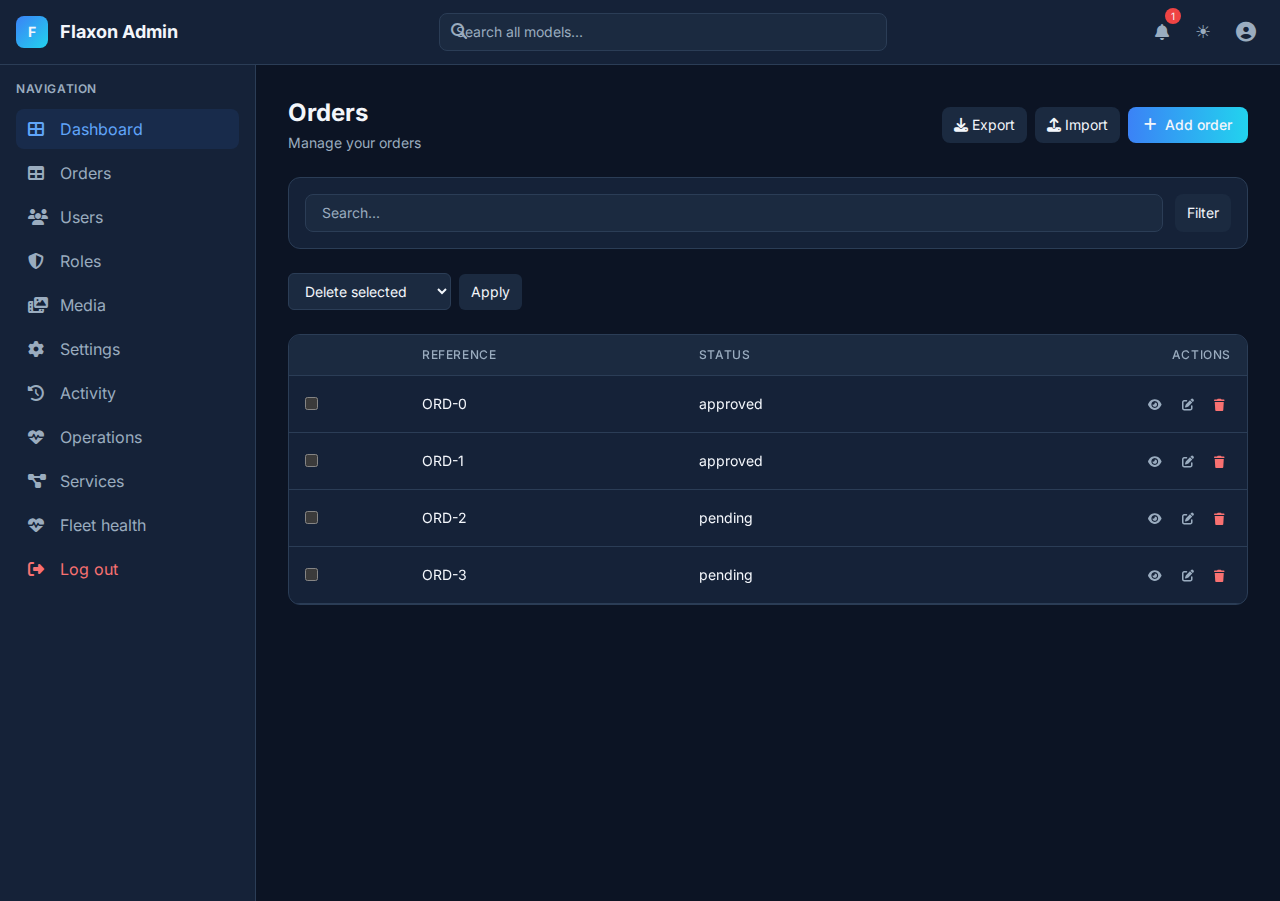 F Flaxon Admin
Search all models...
1
NAVIGATION
Dashboard
Orders
Users
Roles
Media
Settings
Activity
Operations
Services
Fleet health
Log out
Orders
Manage your orders
Export Import Add order
Search...
Filter
Delete selected
Apply
REFERENCE STATUS ACTIONS
ORD-0 approved
ORD-1 approved
ORD-2 pending
ORD-3 pending